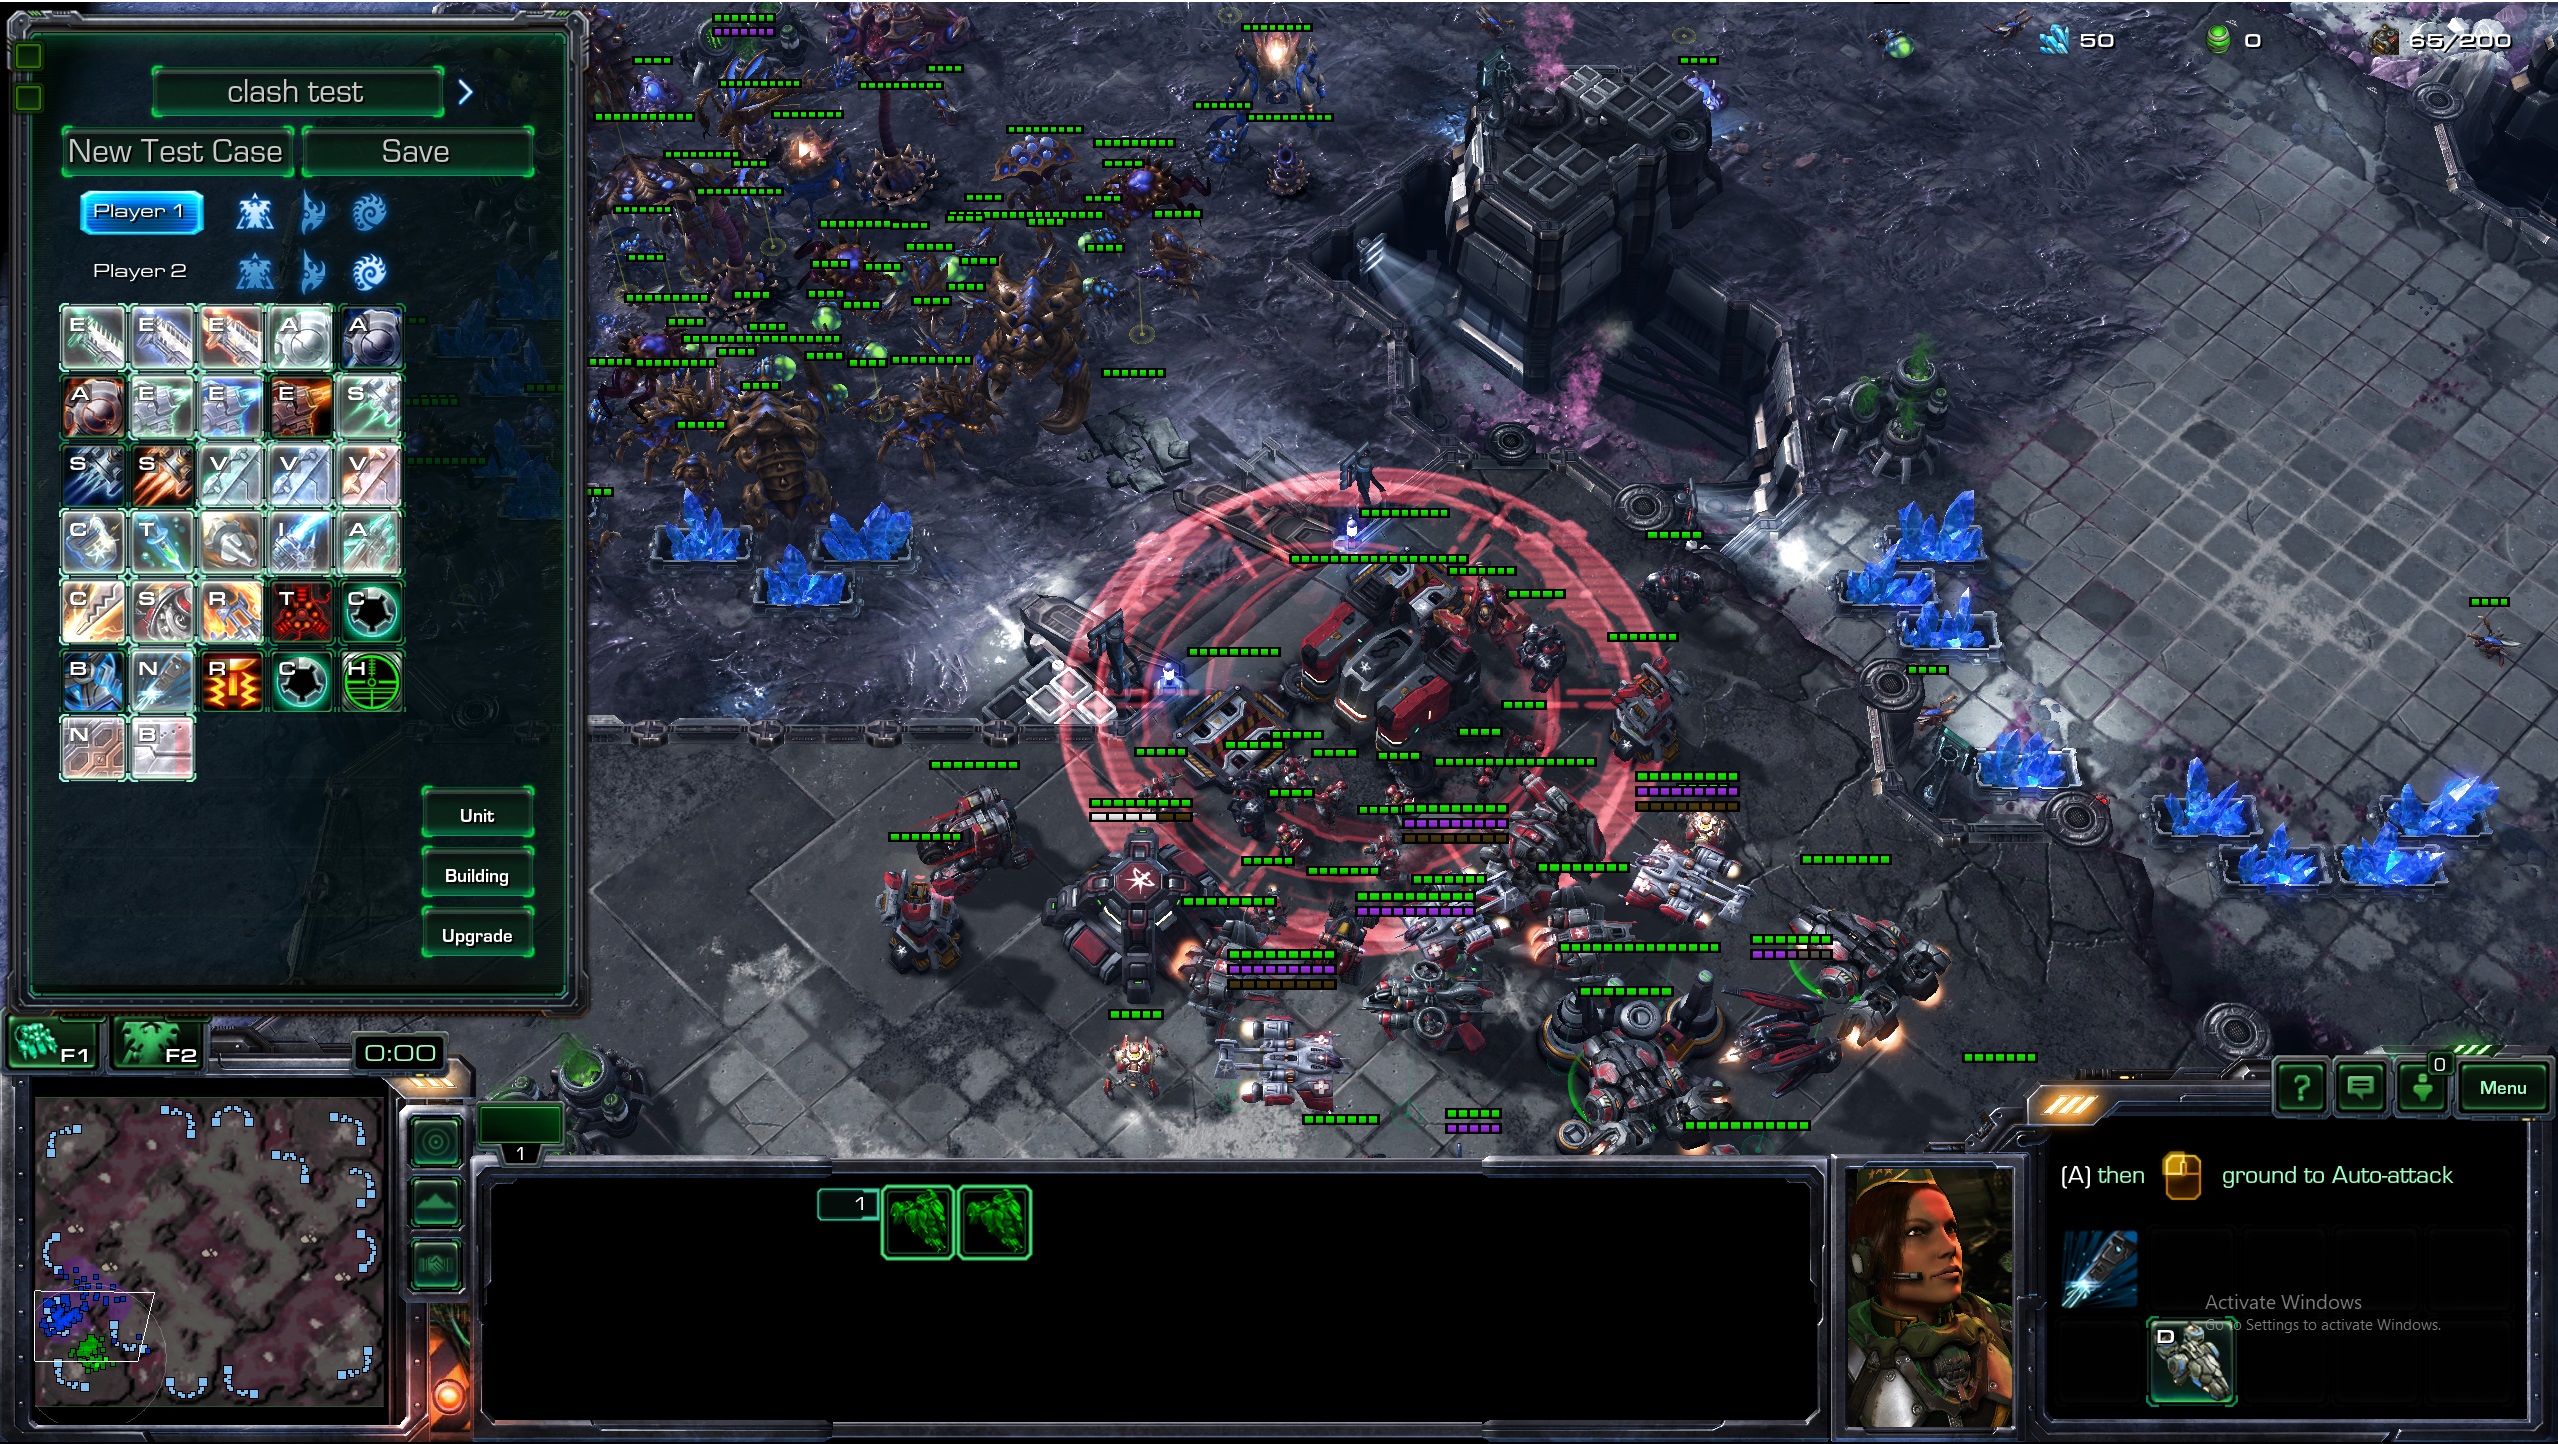 clash test
New Test Case Save
Player 1
Player 2
E E E A A
A E E E S
S S V V V
C T I A
C S R T C
B N R C H
N B
Unit
Building
Upgrade
50 0 65/200
F1 F2 0:00
1
1
0
Menu
(A) then ground to Auto-attack
Activate Windows
Go to Settings to activate Windows.
D